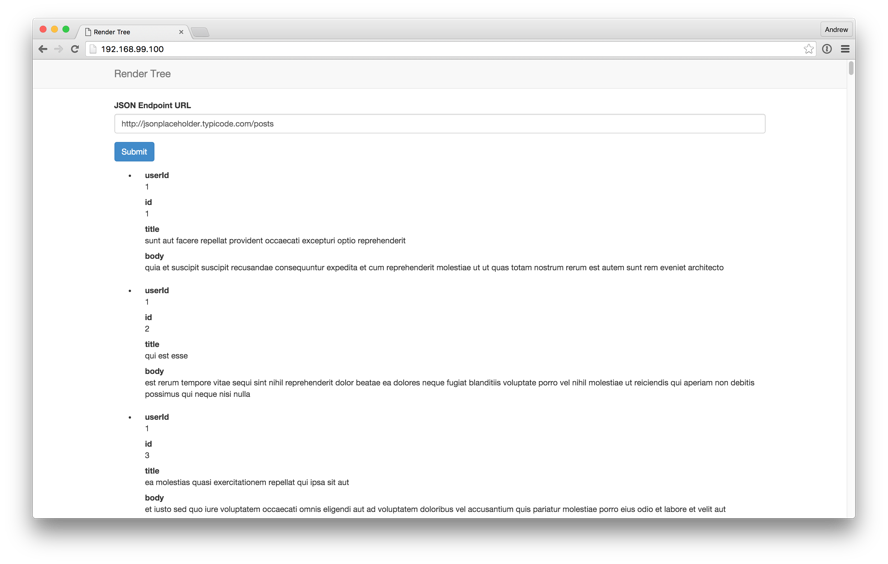 Render Tree
Andrew
192.168.99.100
Render Tree
JSON Endpoint URL
http://jsonplaceholder.typicode.com/posts
Submit
userId
1
id
1
title
sunt aut facere repellat provident occaecati excepturi optio reprehenderit
body
quia et suscipit suscipit recusandae consequuntur expedita et cum reprehenderit molestiae ut ut quas totam nostrum rerum est autem sunt rem eveniet architecto
userId
1
id
2
title
qui est esse
body
est rerum tempore vitae sequi sint nihil reprehenderit dolor beatae ea dolores neque fugiat blanditiis voluptate porro vel nihil molestiae ut reiciendis qui aperiam non debitis
possimus qui neque nisi nulla
userId
1
id
3
title
ea molestias quasi exercitationem repellat qui ipsa sit aut
body
et iusto sed quo iure voluptatem occaecati omnis eligendi aut ad voluptatem doloribus vel accusantium quis pariatur molestiae porro eius odio et labore et velit aut